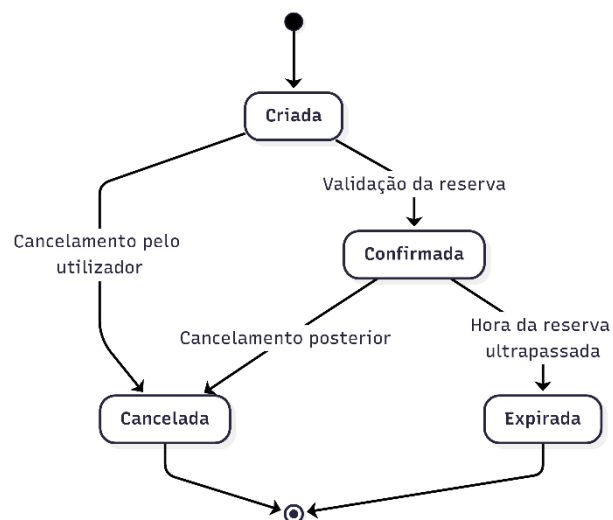 Criada
Validação da reserva
Cancelamento pelo
utilizador
Confirmada
Cancelamento posterior
Hora da reserva
ultrapassada
Cancelada
Expirada